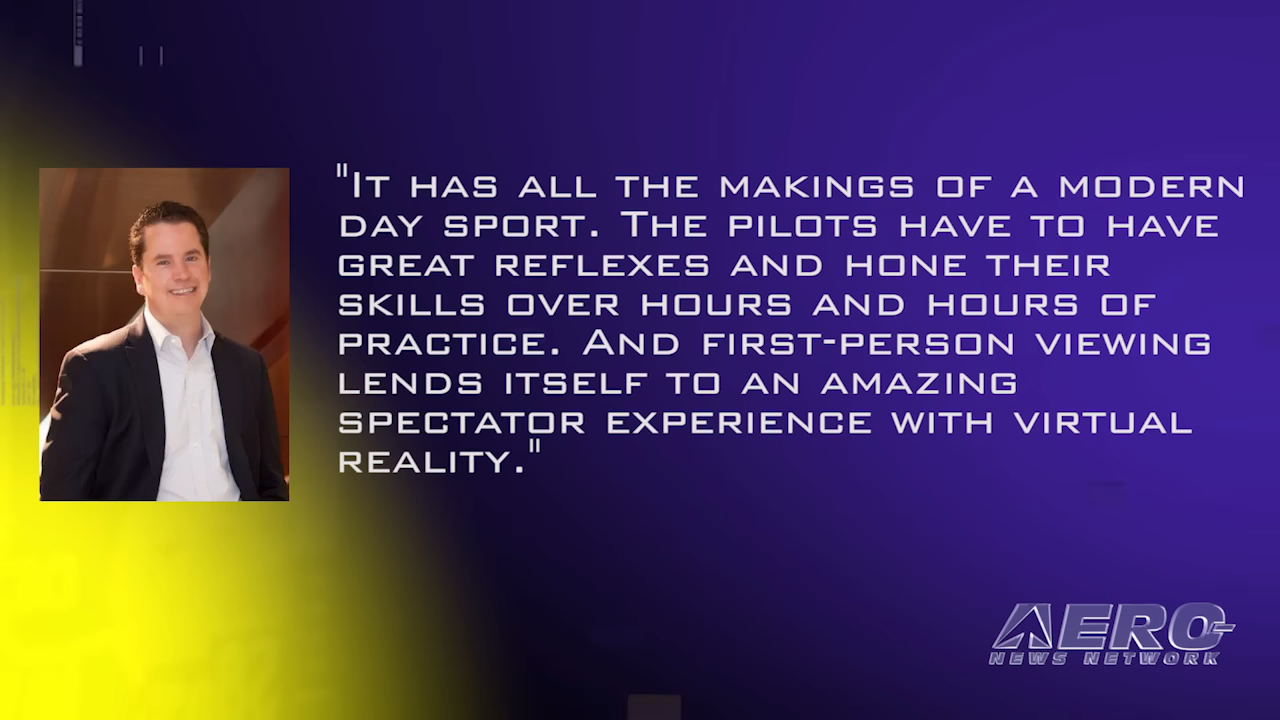 "It has all the makings of a modern
day sport. The pilots have to have
great reflexes and hone their
skills over hours and hours of
practice. And first-person viewing
lends itself to an amazing
spectator experience with virtual
reality."
AERO-
NEWS NETWORK